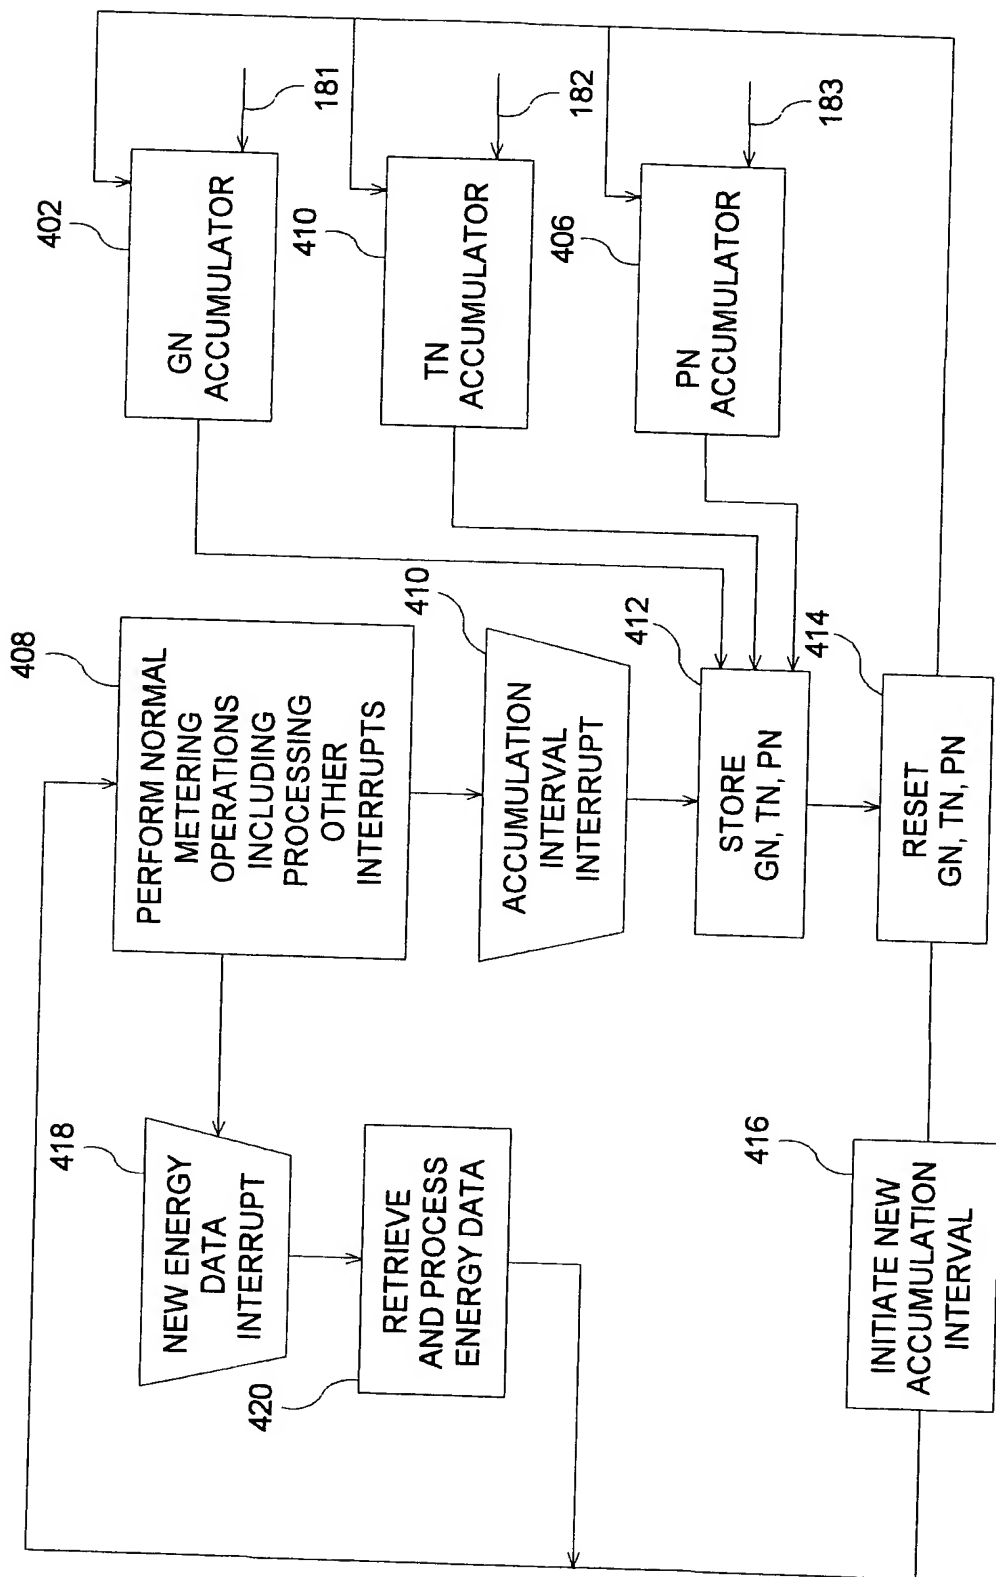 402
GN
ACCUMULATOR
181
410
TN
ACCUMULATOR
182
406
PN
ACCUMULATOR
183
408
PERFORM NORMAL
METERING
OPERATIONS
INCLUDING
PROCESSING
OTHER
INTERRUPTS
410
ACCUMULATION
INTERVAL
INTERRUPT
412
STORE
GN, TN, PN
414
RESET
GN, TN, PN
418
NEW ENERGY
DATA
INTERRUPT
420
RETRIEVE
AND PROCESS
ENERGY DATA
416
INITIATE NEW
ACCUMULATION
INTERVAL